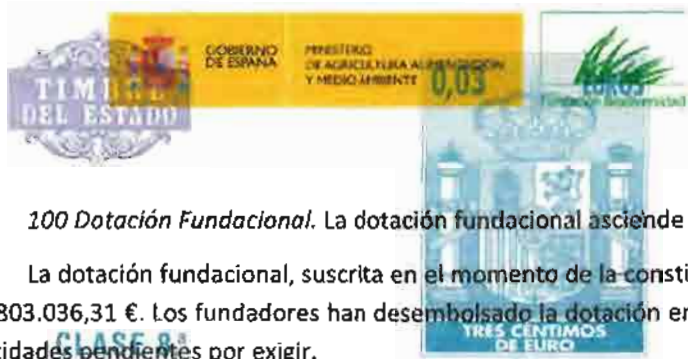 GOBIERNO DE ESPAÑA
MINISTERIO DE AGRICULTURA ALIMENTACIÓN Y MEDIO AMBIENTE
0,03
EUROS
Fundación Biodiversidad
TIMBRE
DEL ESTADO
100 Dotación Fundacional. La dotación fundacional asciende
La dotación fundacional, suscrita en el momento de la consti
803.036,31 €. Los fundadores han desembolsado la dotación en
CLASE 8ª
TRES CÉNTIMOS
DE EURO
idades pendientes por exigir.